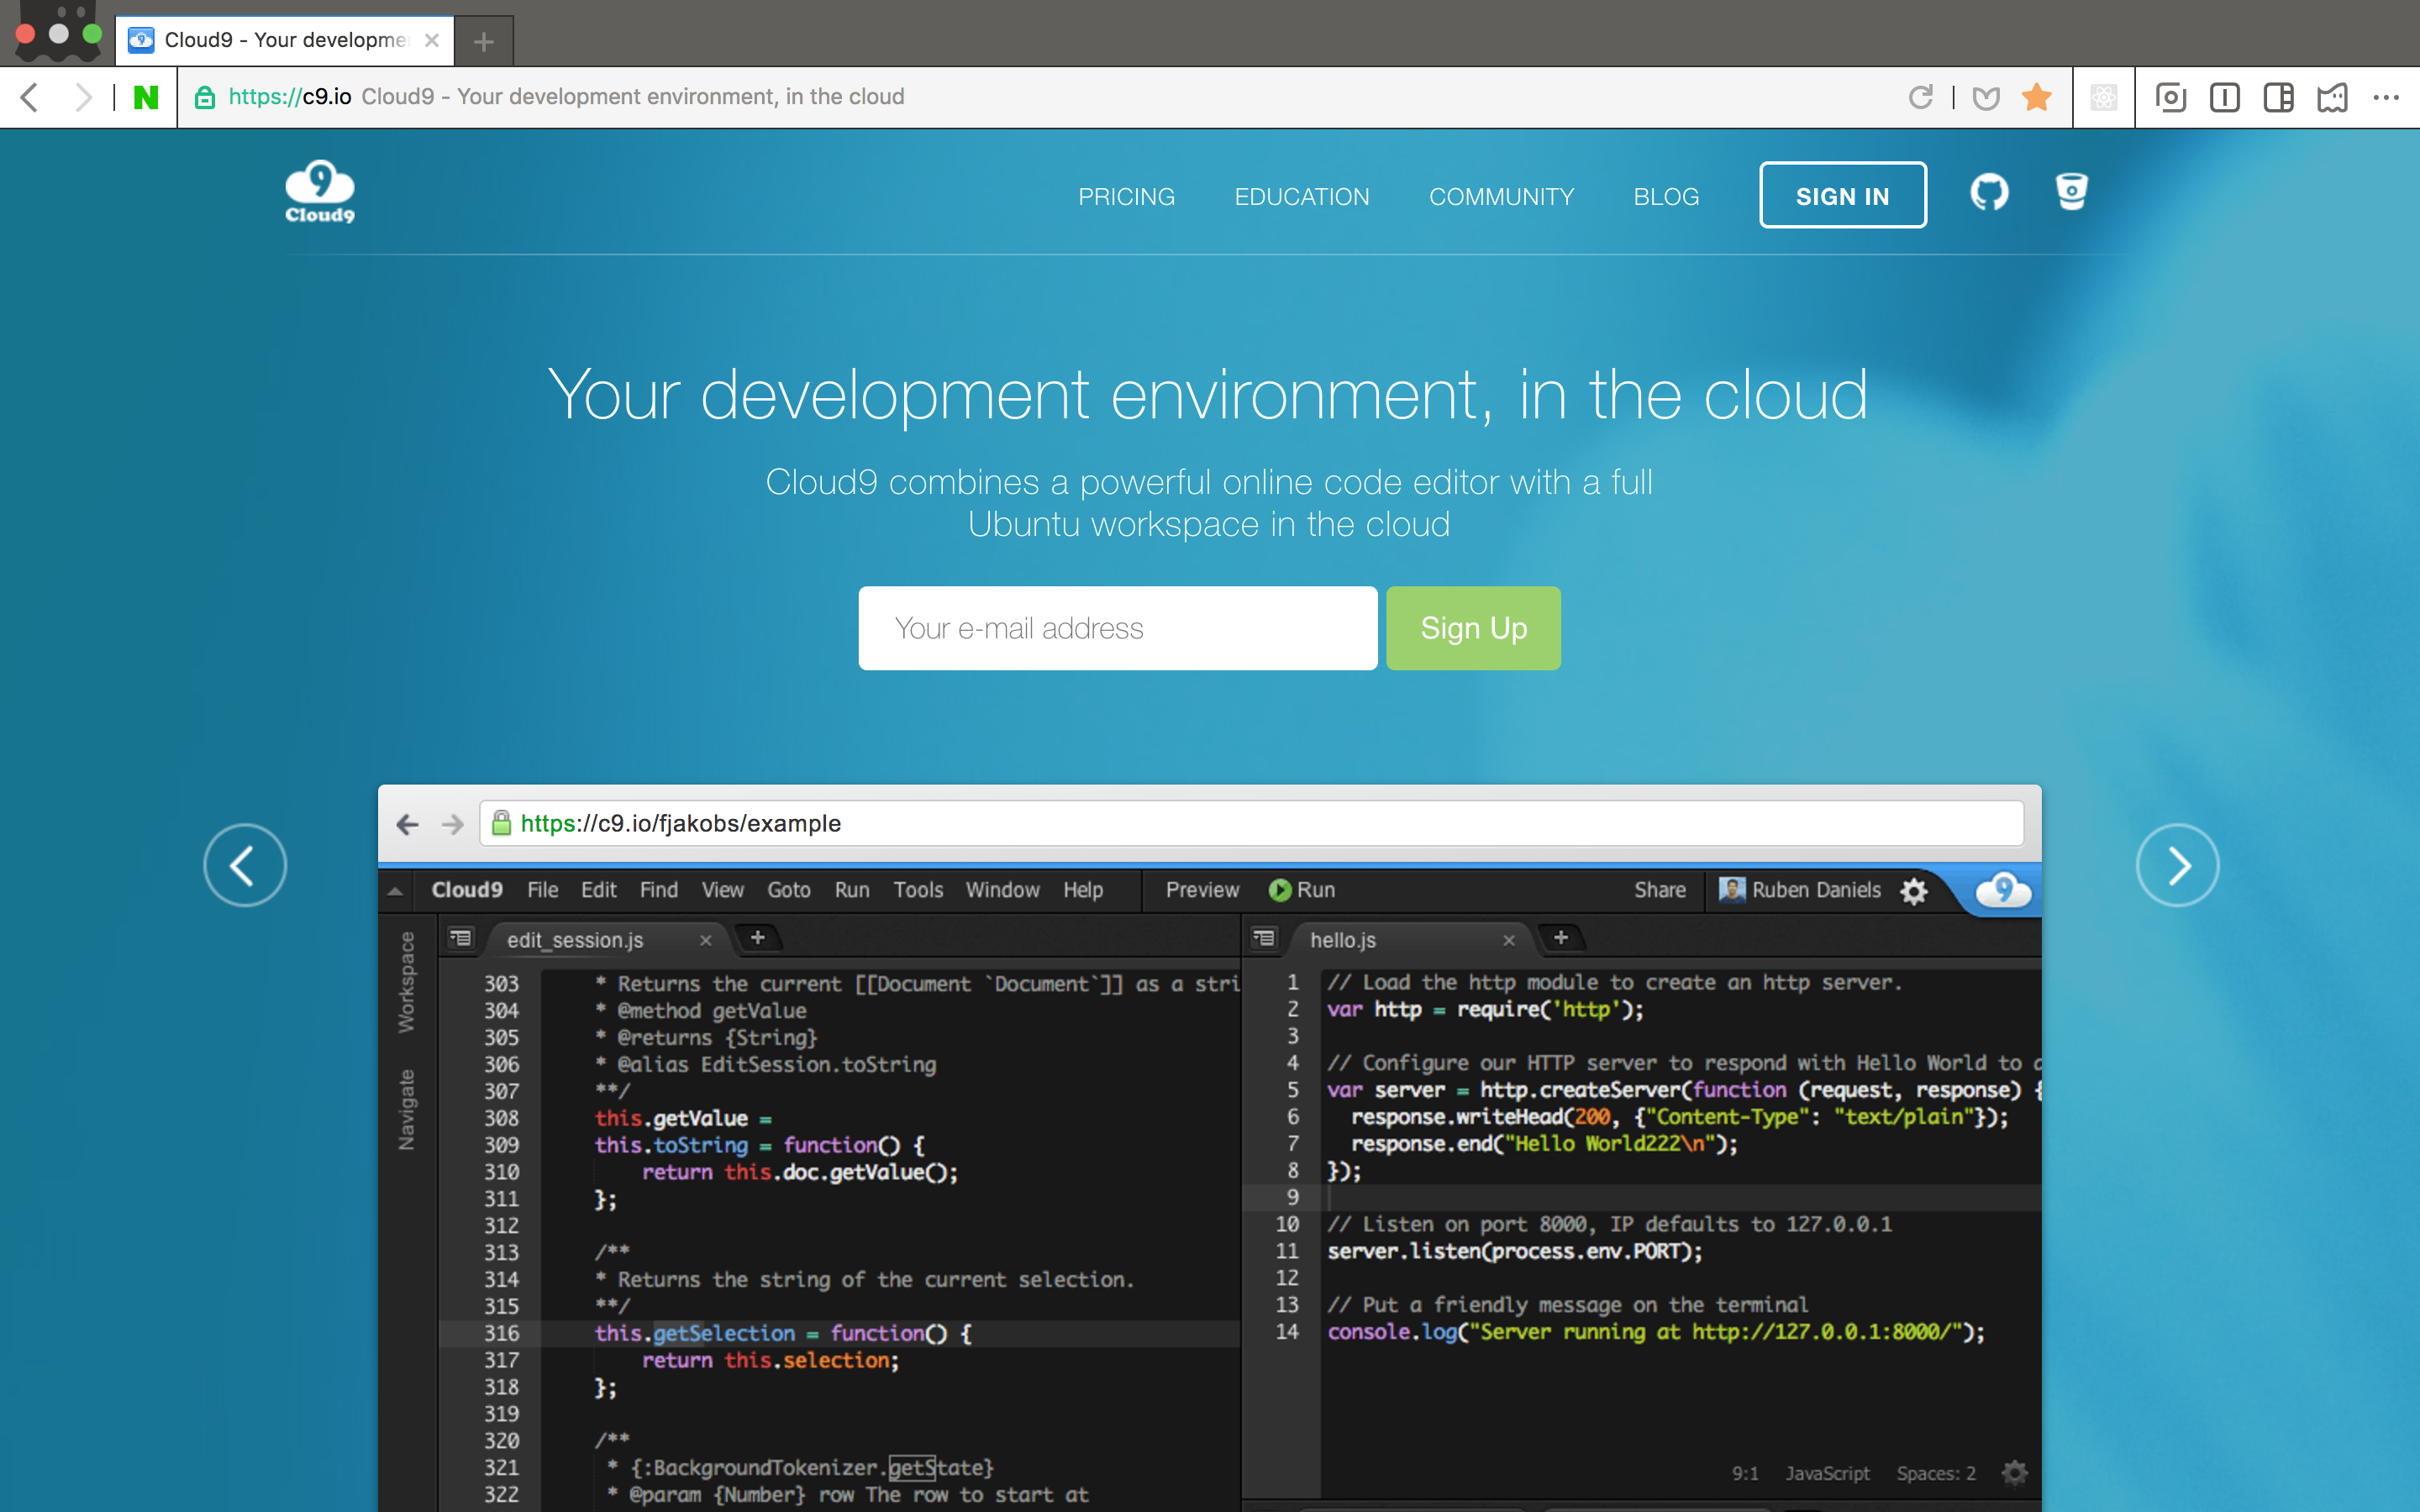 Cloud9 - Your developme
https://c9.io Cloud9 - Your development environment, in the cloud
9
Cloud9
PRICING EDUCATION COMMUNITY BLOG SIGN IN
Your development environment, in the cloud
Cloud9 combines a powerful online code editor with a full
Ubuntu workspace in the cloud
Your e-mail address Sign Up
https://c9.io/fjakobs/example
Cloud9 File Edit Find View Goto Run Tools Window Help Preview Run Share Ruben Daniels 9
Workspace
Navigate
edit_session.js
303 * Returns the current [[Document `Document`]] as a stri
304 * @method getValue
305 * @returns {String}
306 * @alias EditSession.toString
307 **/
308 this.getValue =
309 this.toString = function() {
310 return this.doc.getValue();
311 };
312
313 /**
314 * Returns the string of the current selection.
315 **/
316 this.getSelection = function() {
317 return this.selection;
318 };
319
320 /**
321 * {:BackgroundTokenizer.getState}
322 * @param {Number} row The row to start at
hello.js
1 // Load the http module to create an http server.
2 var http = require('http');
3
4 // Configure our HTTP server to respond with Hello World to a
5 var server = http.createServer(function (request, response) {
6 response.writeHead(200, {"Content-Type": "text/plain"});
7 response.end("Hello World222\n");
8 });
9
10 // Listen on port 8000, IP defaults to 127.0.0.1
11 server.listen(process.env.PORT);
12
13 // Put a friendly message on the terminal
14 console.log("Server running at http://127.0.0.1:8000/");
9:1 JavaScript Spaces: 2